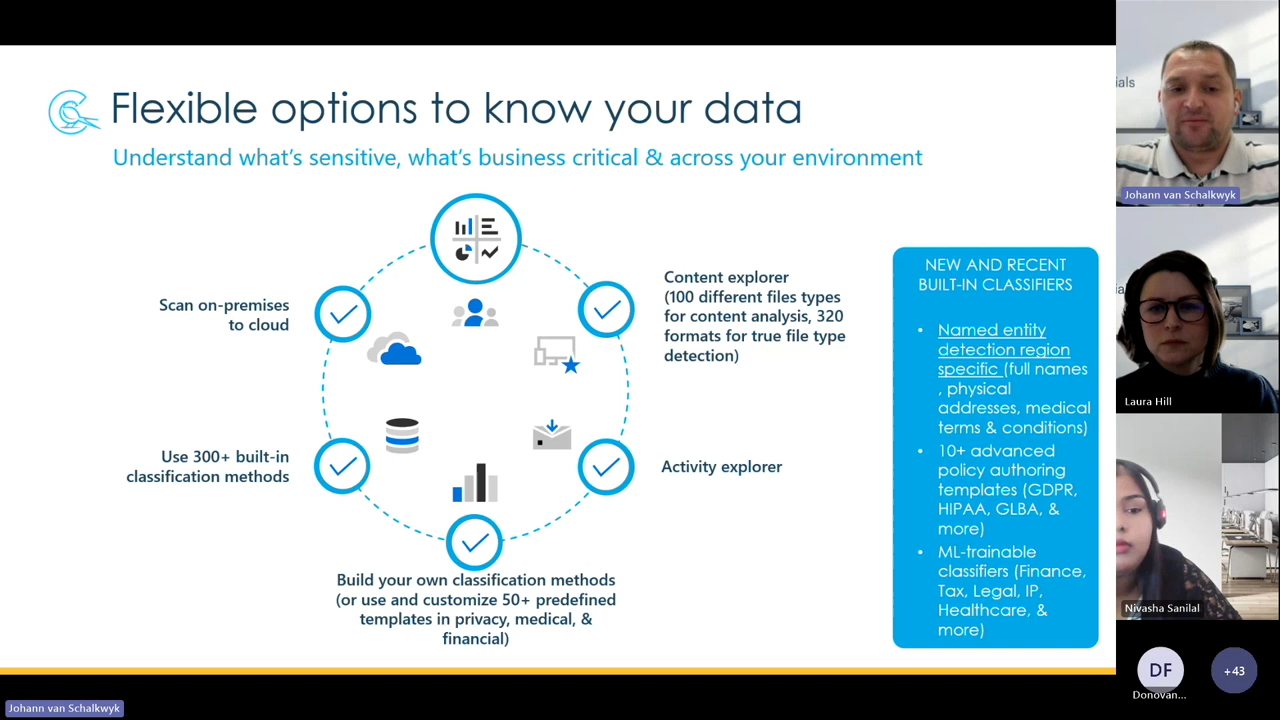 Flexible options to know your data
Understand what's sensitive, what's business critical & across your environment
Scan on-premises
to cloud
Content explorer
(100 different files types
for content analysis, 320
formats for true file type
detection)
Use 300+ built-in
classification methods
Activity explorer
Build your own classification methods
(or use and customize 50+ predefined
templates in privacy, medical, &
financial)
NEW AND RECENT
BUILT-IN CLASSIFIERS
• Named entity
detection region
specific (full names
, physical
addresses, medical
terms & conditions)
• 10+ advanced
policy authoring
templates (GDPR,
HIPAA, GLBA, &
more)
• ML-trainable
classifiers (Finance,
Tax, Legal, IP,
Healthcare, &
more)
ials
Johann van Schalkwyk
Laura Hill
Nivasha Sanilal
DF
Donovan...
+43
Johann van Schalkwyk